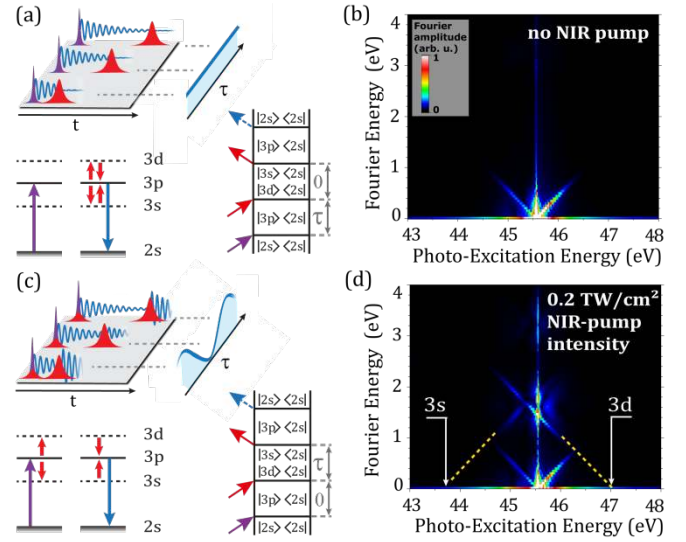 (a)
t
τ
3d
3p
3s
2s
|2s> <2s|
|3p> <2s|
|3s> <2s|
|3d> <2s|
0
|3p> <2s|
τ
|2s> <2s|
(b)
no NIR pump
Fourier
amplitude
(arb. u.)
1
0
Fourier Energy (eV)
4
3
2
1
0
43 44 45 46 47 48
Photo-Excitation Energy (eV)
(c)
t
τ
3d
3p
3s
2s
|2s> <2s|
|3p> <2s|
|3s> <2s|
|3d> <2s|
τ
|3p> <2s|
0
|2s> <2s|
(d)
0.2 TW/cm²
NIR-pump
intensity
3s
3d
Fourier Energy (eV)
4
3
2
1
0
43 44 45 46 47 48
Photo-Excitation Energy (eV)